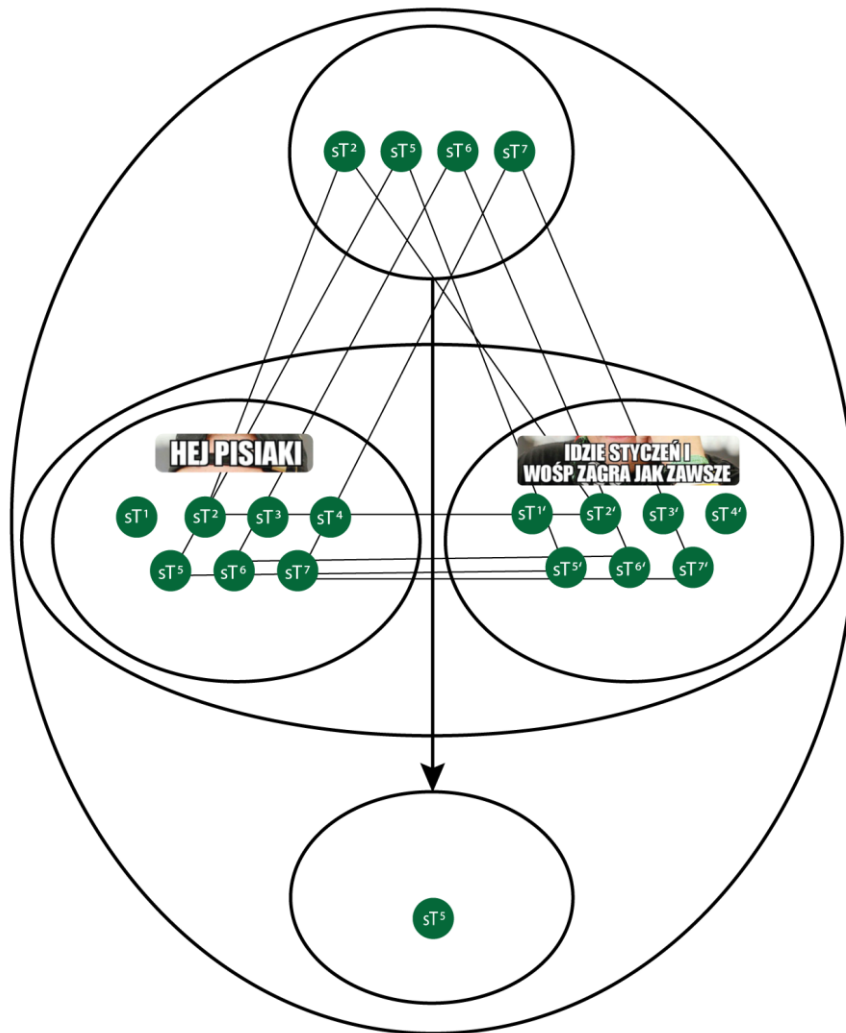 sT² sT⁵ sT⁶ sT⁷
HEJ PISIAKI
IDZIE STYCZEŃ I
WOŚP ZAGRA JAK ZAWSZE
sT¹ sT² sT³ sT⁴
sT¹′ sT²′ sT³′ sT⁴′
sT⁵ sT⁶ sT⁷
sT⁵′ sT⁶′ sT⁷′
sT⁵